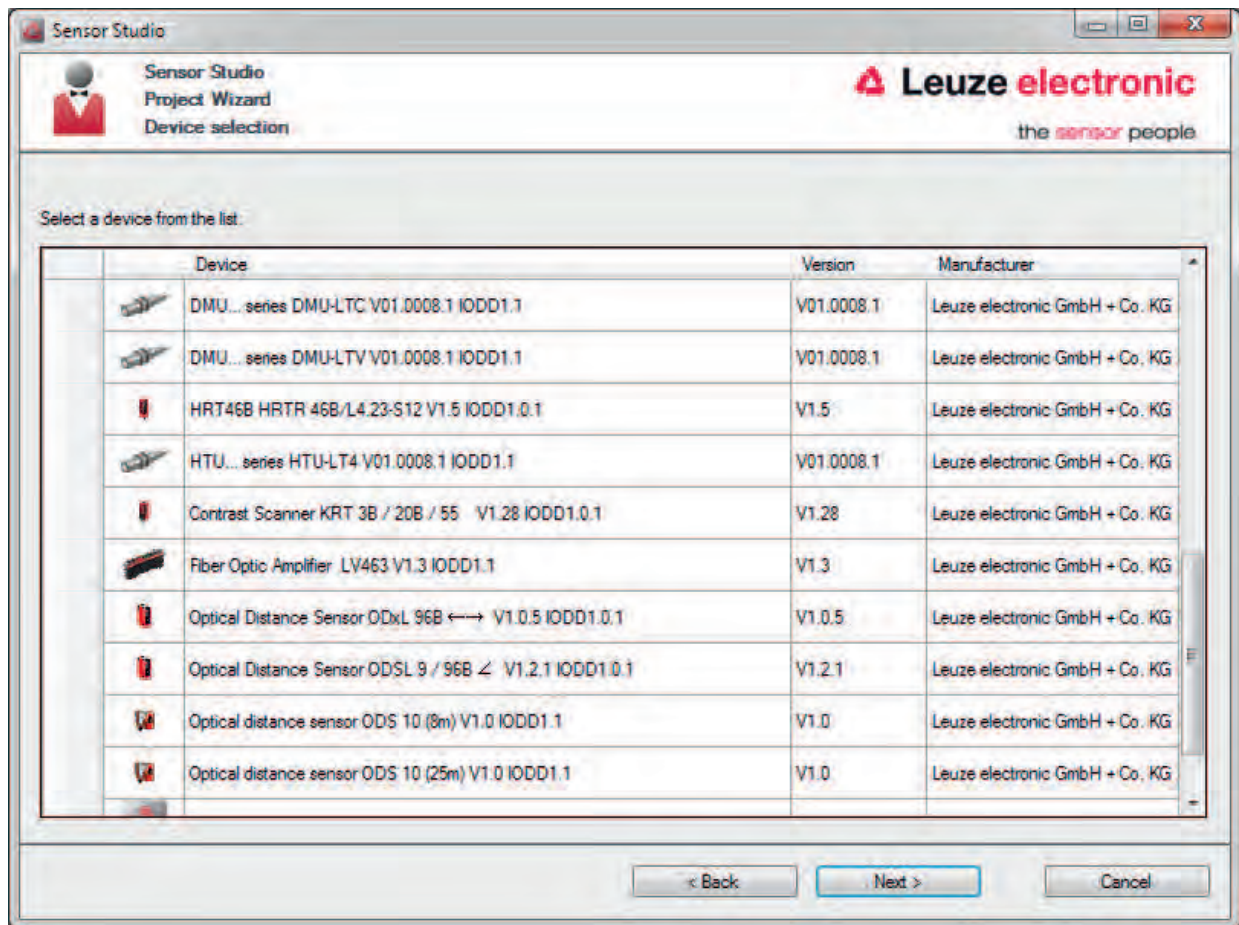 Sensor Studio
Sensor Studio
Project Wizard
Device selection
Leuze electronic
the sensor people
Select a device from the list.
Device Version Manufacturer
DMU... series DMU-LTC V01.0008.1 IODD1.1 V01.0008.1 Leuze electronic GmbH + Co. KG
DMU... series DMU-LTV V01.0008.1 IODD1.1 V01.0008.1 Leuze electronic GmbH + Co. KG
HRT46B HRTR 46B/L4.23-S12 V1.5 IODD1.0.1 V1.5 Leuze electronic GmbH + Co. KG
HTU... series HTU-LT4 V01.0008.1 IODD1.1 V01.0008.1 Leuze electronic GmbH + Co. KG
Contrast Scanner KRT 3B / 20B / 55 V1.28 IODD1.0.1 V1.28 Leuze electronic GmbH + Co. KG
Fiber Optic Amplifier LV463 V1.3 IODD1.1 V1.3 Leuze electronic GmbH + Co. KG
Optical Distance Sensor ODxL 96B ←→ V1.0.5 IODD1.0.1 V1.0.5 Leuze electronic GmbH + Co. KG
Optical Distance Sensor ODSL 9 / 96B ∠ V1.2.1 IODD1.0.1 V1.2.1 Leuze electronic GmbH + Co. KG
Optical distance sensor ODS 10 (8m) V1.0 IODD1.1 V1.0 Leuze electronic GmbH + Co. KG
Optical distance sensor ODS 10 (25m) V1.0 IODD1.1 V1.0 Leuze electronic GmbH + Co. KG
< Back Next > Cancel